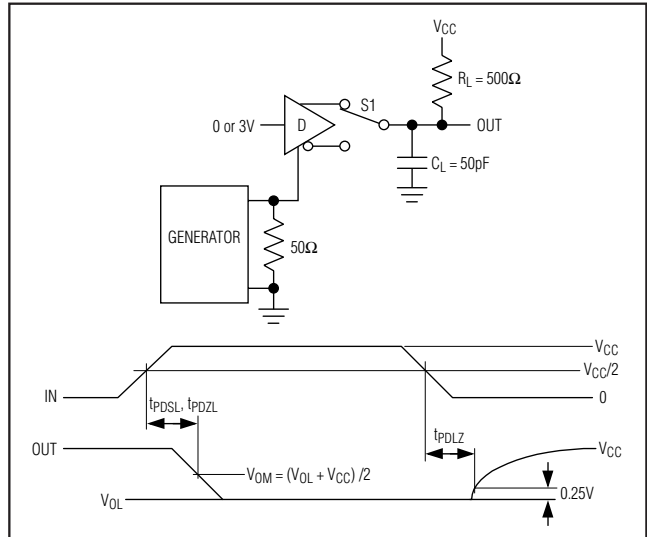 VCC
RL = 500Ω
S1
0 or 3V
D
OUT
CL = 50pF
GENERATOR
50Ω
VCC
VCC/2
IN
0
tPDSL, tPDZL
tPDLZ
OUT
VCC
VOM = (VOL + VCC) /2
0.25V
VOL